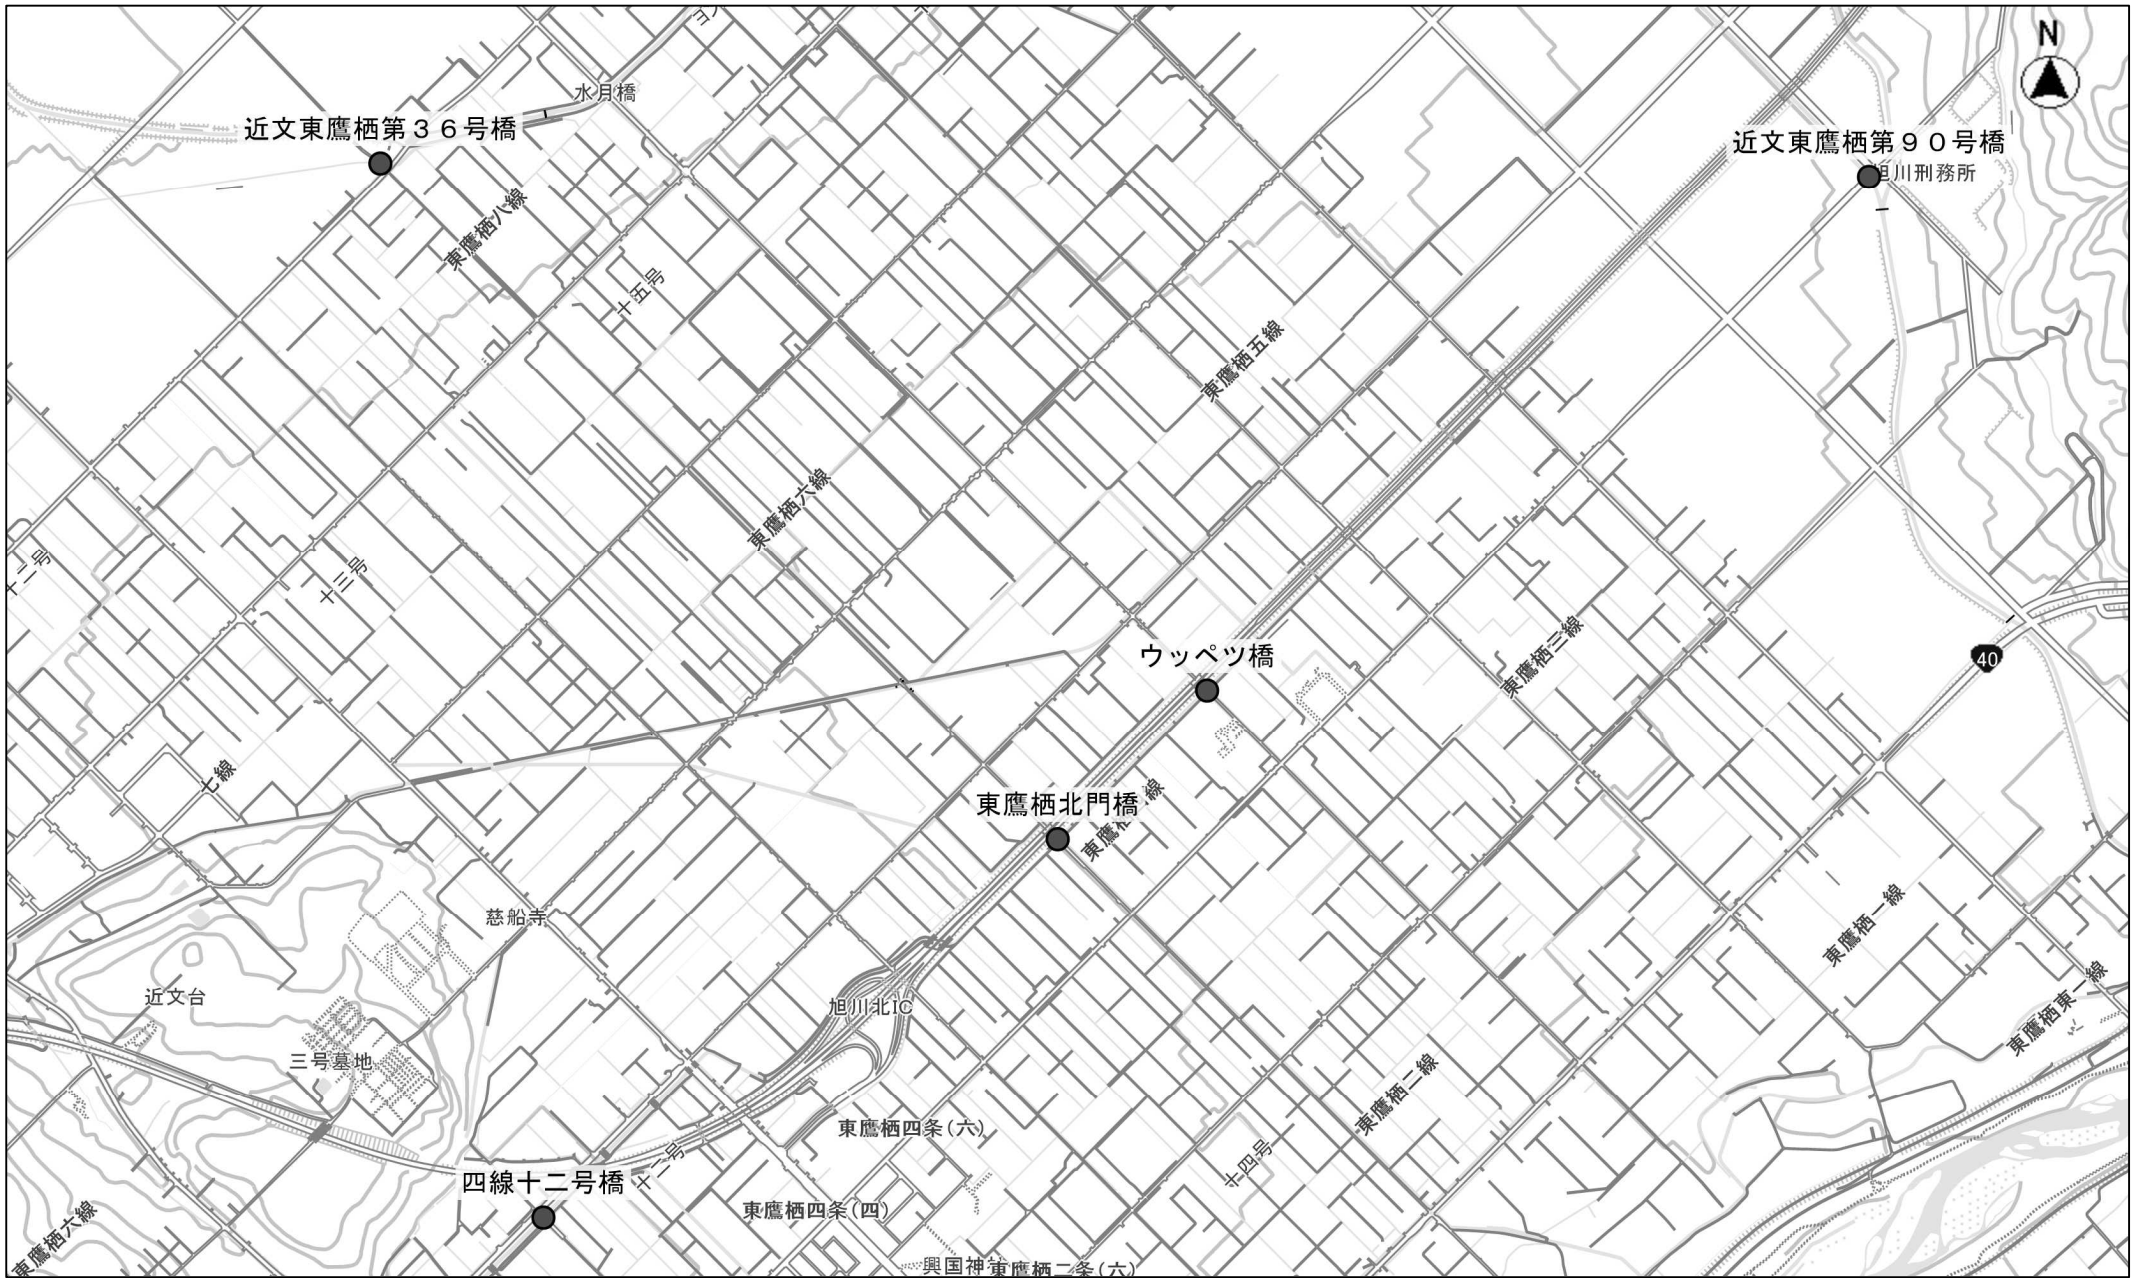 N
水月橋
近文東鷹栖第３６号橋
近文東鷹栖第９０号橋
旭川刑務所
東鷹栖八線
十五号
東鷹栖五線
東鷹栖六線
十二号
十三号
ウッペツ橋
東鷹栖三線
40
七線
東鷹栖北門橋
慈船寺
東鷹栖一線
近文台
旭川北IC
東鷹栖東一線
三号墓地
東鷹栖二線
東鷹栖四条(六)
十四号
四線十二号橋
東鷹栖四条(四)
東鷹栖六線
東鷹栖二条(六)